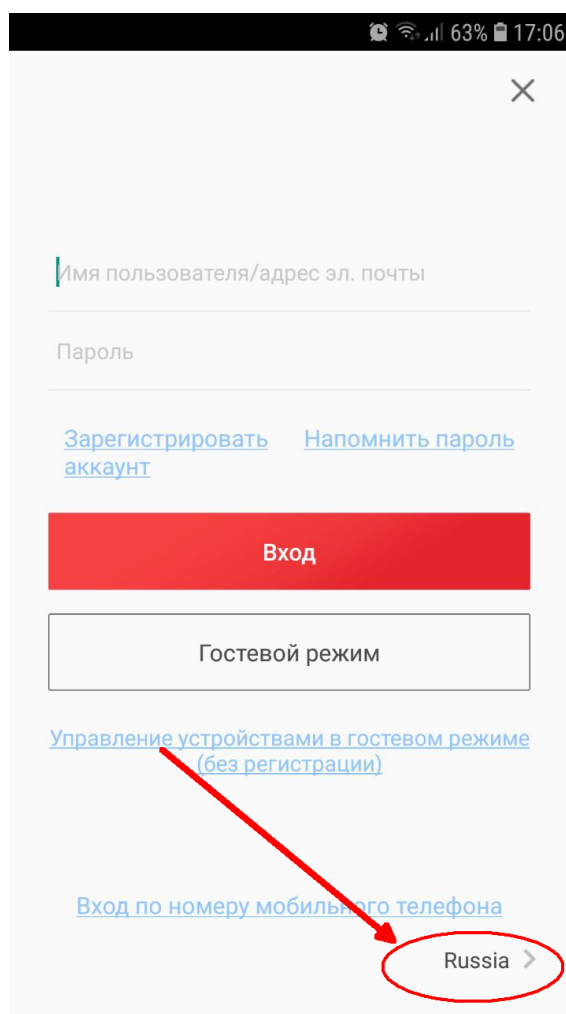 63% 17:06
Имя пользователя/адрес эл. почты
Пароль
Зарегистрировать Напомнить пароль
аккаунт
Вход
Гостевой режим
Управление устройствами в гостевом режиме
(без регистрации)
Вход по номеру мобильного телефона
Russia